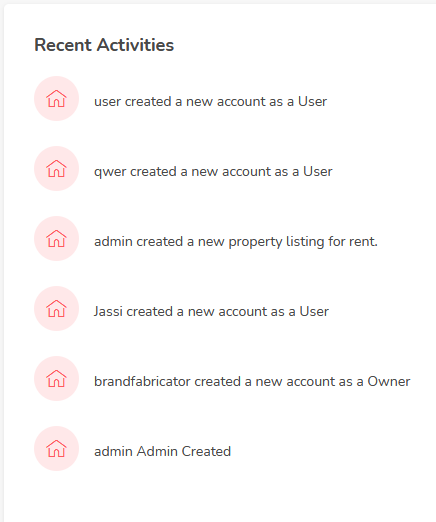 Recent Activities
user created a new account as a User
qwer created a new account as a User
admin created a new property listing for rent.
Jassi created a new account as a User
brandfabricator created a new account as a Owner
admin Admin Created